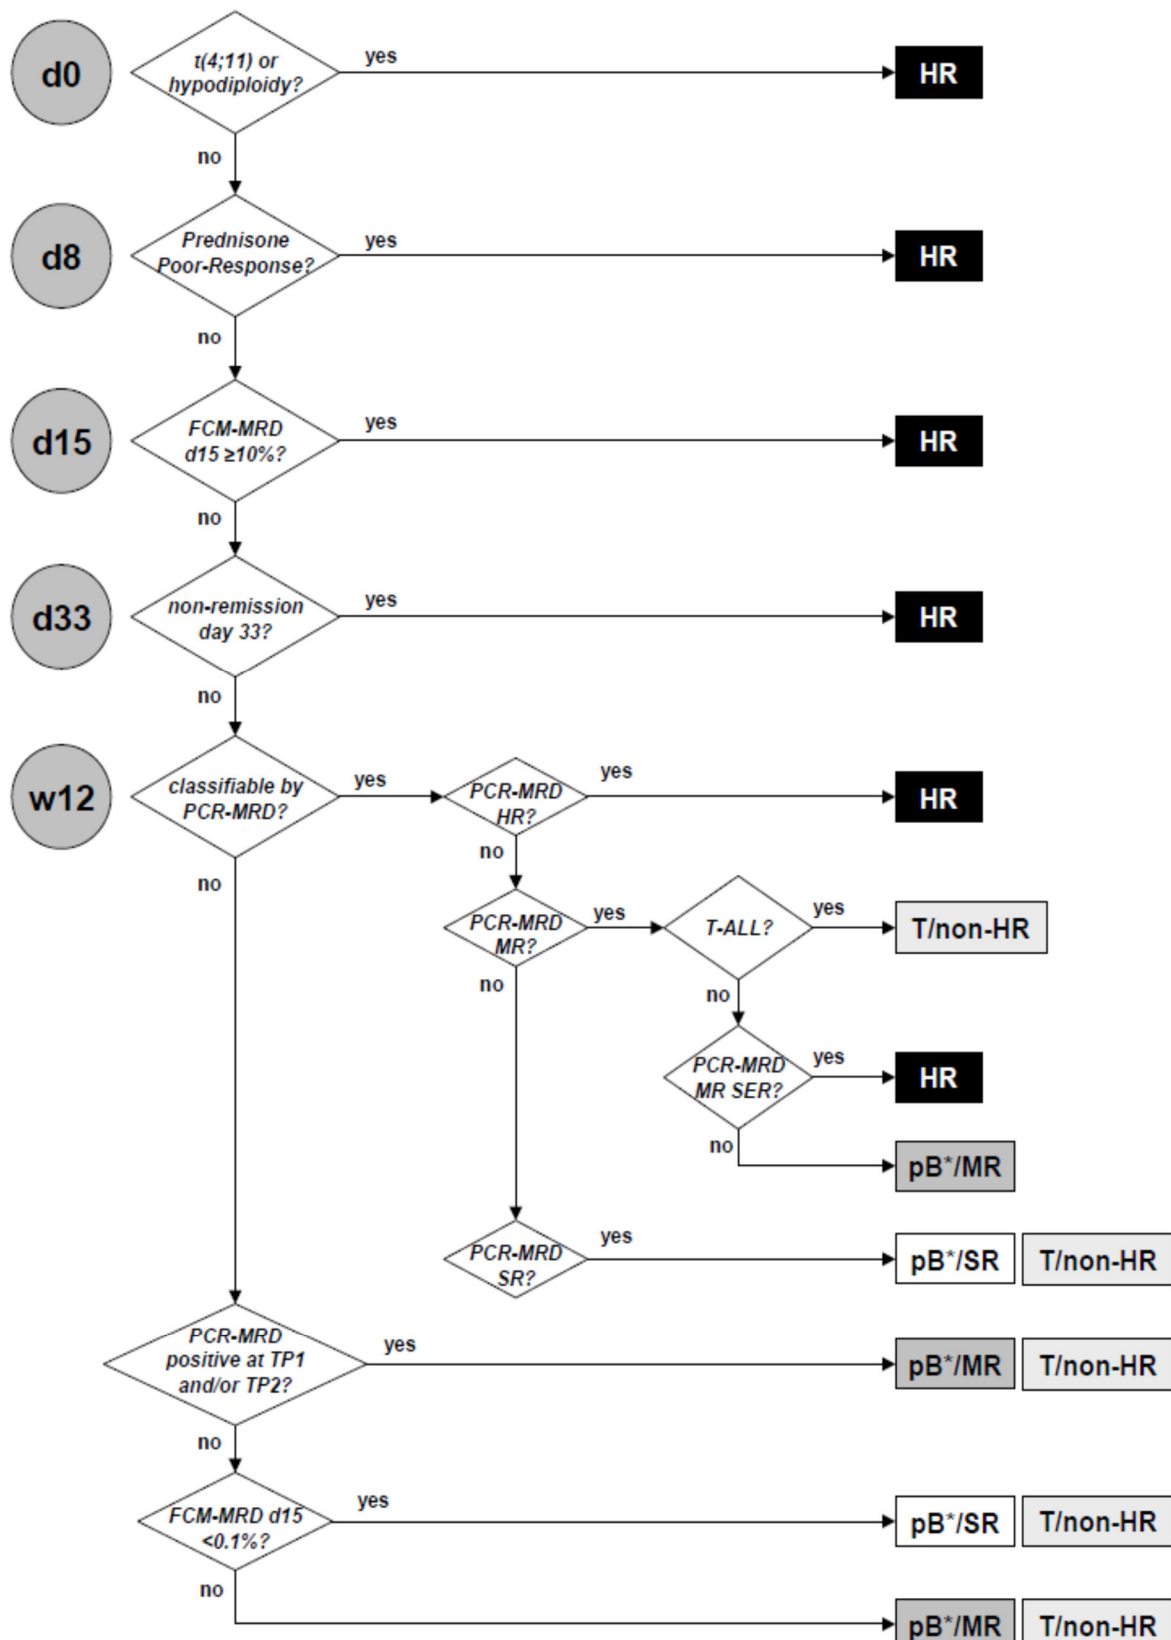 d0
t(4;11) or
hypodiploidy?
yes
HR
no
d8
Prednisone
Poor-Response?
yes
HR
no
d15
FCM-MRD
d15 ≥10%?
yes
HR
no
d33
non-remission
day 33?
yes
HR
no
w12
classifiable by
PCR-MRD?
yes
PCR-MRD
HR?
yes
HR
no
no
PCR-MRD
MR?
yes
T-ALL?
yes
T/non-HR
no
no
PCR-MRD
MR SER?
yes
HR
no
pB*/MR
PCR-MRD
SR?
yes
pB*/SR T/non-HR
PCR-MRD
positive at TP1
and/or TP2?
yes
pB*/MR T/non-HR
no
FCM-MRD d15
<0.1%?
yes
pB*/SR T/non-HR
no
pB*/MR T/non-HR